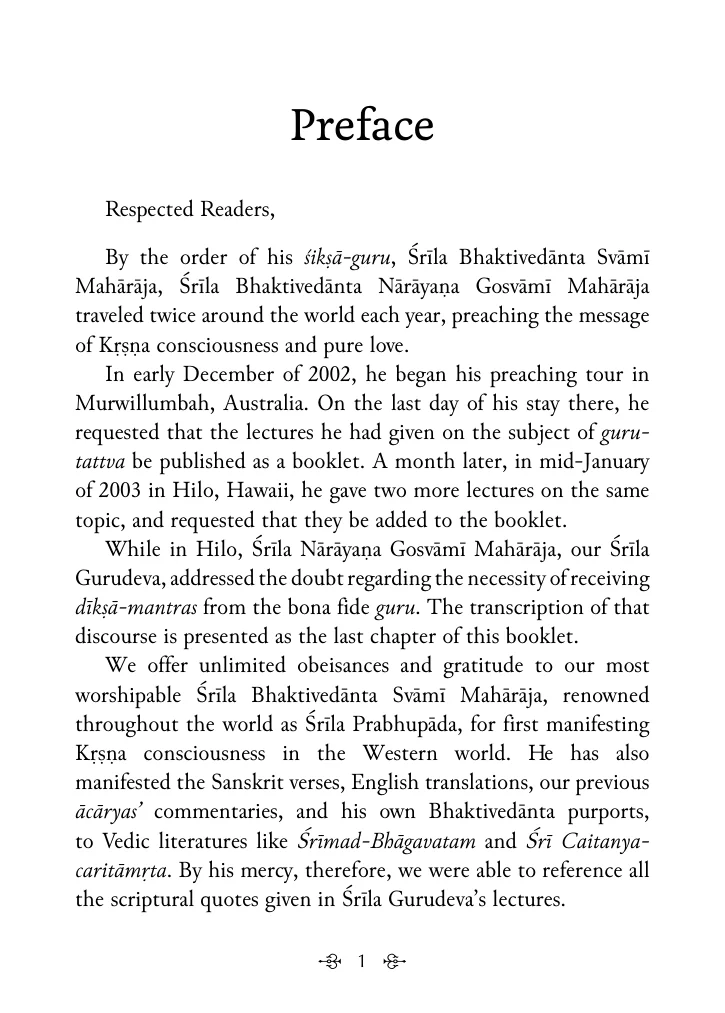 Preface
Respected Readers,
By the order of his śikṣā-guru, Śrīla Bhaktivedānta Svāmī
Mahārāja, Śrīla Bhaktivedānta Nārāyaṇa Gosvāmī Mahārāja
traveled twice around the world each year, preaching the message
of Kṛṣṇa consciousness and pure love.
In early December of 2002, he began his preaching tour in
Murwillumbah, Australia. On the last day of his stay there, he
requested that the lectures he had given on the subject of guru-
tattva be published as a booklet. A month later, in mid-January
of 2003 in Hilo, Hawaii, he gave two more lectures on the same
topic, and requested that they be added to the booklet.
While in Hilo, Śrīla Nārāyaṇa Gosvāmī Mahārāja, our Śrīla
Gurudeva, addressed the doubt regarding the necessity of receiving
dīkṣā-mantras from the bona fide guru. The transcription of that
discourse is presented as the last chapter of this booklet.
We offer unlimited obeisances and gratitude to our most
worshipable Śrīla Bhaktivedānta Svāmī Mahārāja, renowned
throughout the world as Śrīla Prabhupāda, for first manifesting
Kṛṣṇa consciousness in the Western world. He has also
manifested the Sanskrit verses, English translations, our previous
ācāryas’ commentaries, and his own Bhaktivedānta purports,
to Vedic literatures like Śrīmad-Bhāgavatam and Śrī Caitanya-
caritāmṛta. By his mercy, therefore, we were able to reference all
the scriptural quotes given in Śrīla Gurudeva’s lectures.
1